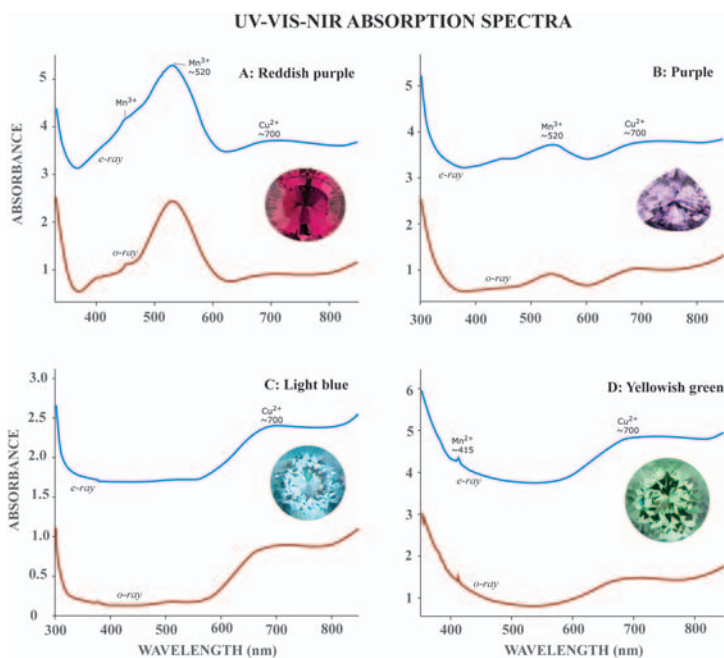 UV-VIS-NIR ABSORPTION SPECTRA
A: Reddish purple
Mn3+
~520
Mn3+
Cu2+
~700
e-ray
o-ray
ABSORBANCE
5
4
3
2
1
400
500
600
700
800
B: Purple
Mn3+
~520
Cu2+
~700
e-ray
o-ray
5
4
3
2
1
300
400
500
600
700
800
C: Light blue
Cu2+
~700
e-ray
o-ray
ABSORBANCE
3.0
2.5
2.0
1.5
1.0
0.5
0
300
400
500
600
700
800
WAVELENGTH (nm)
D: Yellowish green
Mn2+
~415
Cu2+
~700
e-ray
o-ray
6
5
4
3
2
1
400
500
600
700
800
WAVELENGTH (nm)